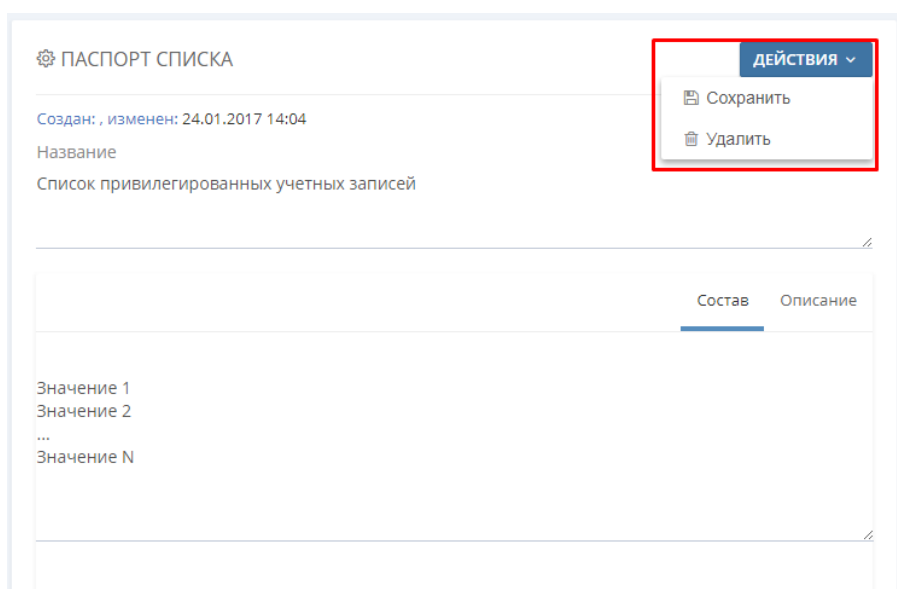 ПАСПОРТ СПИСКА
ДЕЙСТВИЯ
Сохранить
Удалить
Создан: , изменен: 24.01.2017 14:04
Название
Список привилегированных учетных записей
Состав Описание
Значение 1
Значение 2
...
Значение N